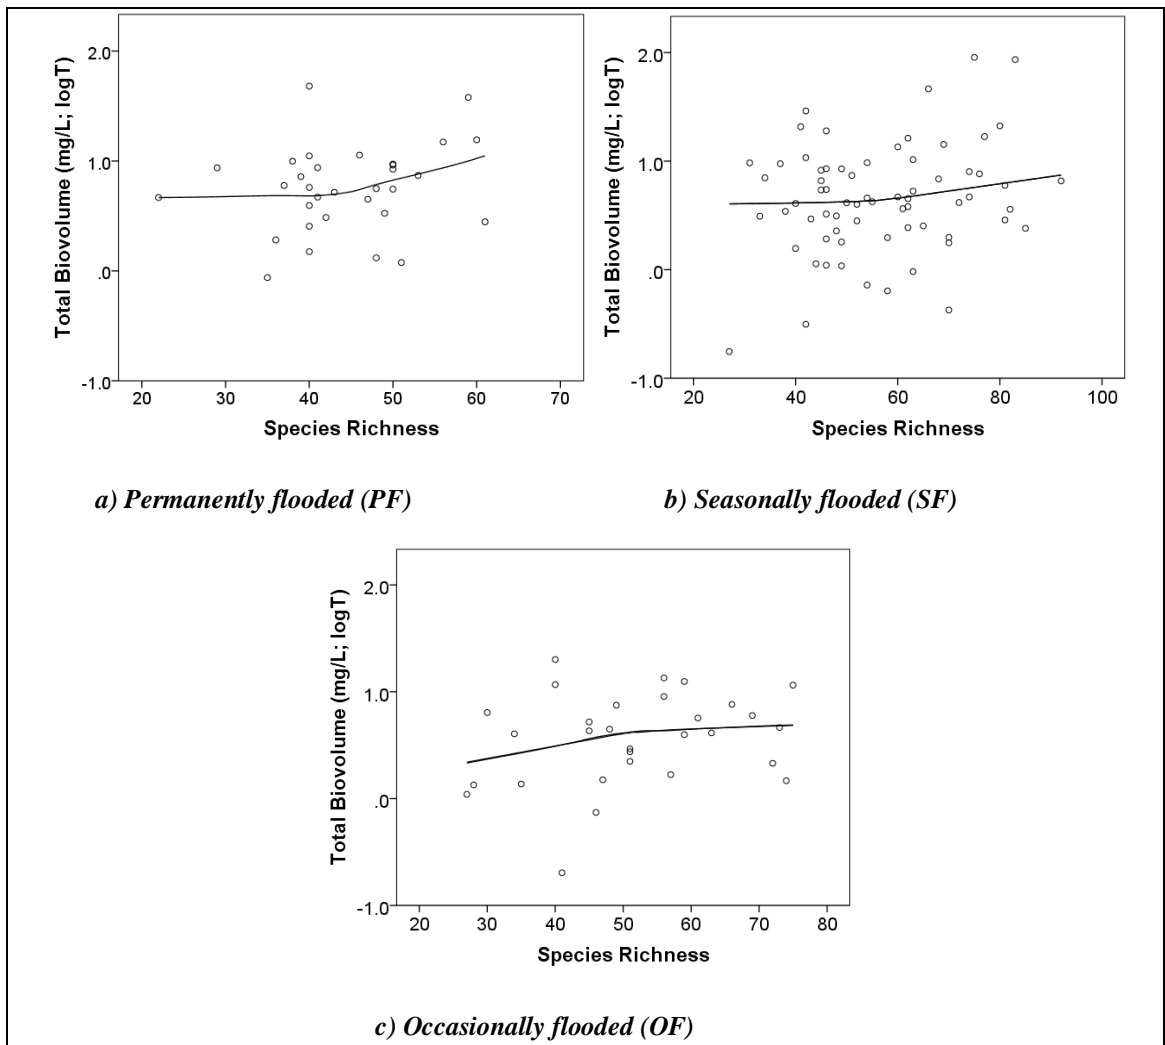 2.0
1.0
.0
-1.0
20 30 40 50 60 70
Total Biovolume (mg/L; logT)
Species Richness
a) Permanently flooded (PF)
2.0
1.0
.0
-1.0
20 40 60 80 100
Total Biovolume (mg/L; logT)
Species Richness
b) Seasonally flooded (SF)
2.0
1.0
.0
-1.0
20 30 40 50 60 70 80
Total Biovolume (mg/L; logT)
Species Richness
c) Occasionally flooded (OF)